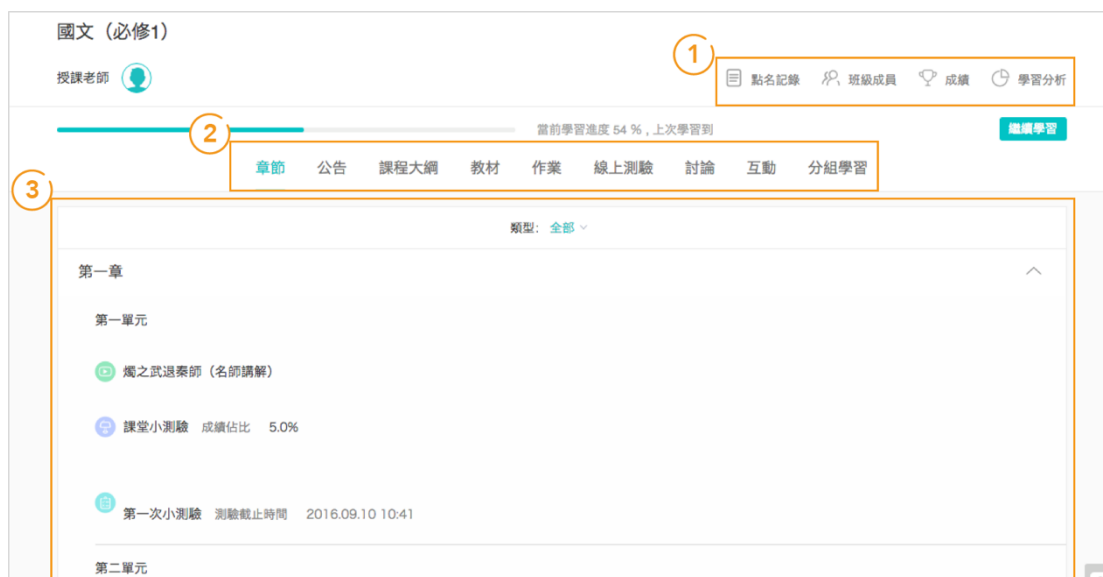 國文（必修1）
1
授課老師
點名記錄 班級成員 成績 學習分析
2
當前學習進度 54 % , 上次學習到
繼續學習
章節 公告 課程大綱 教材 作業 線上測驗 討論 互動 分組學習
3
類型: 全部
第一章
第一單元
燭之武退秦師（名師講解）
課堂小測驗 成績佔比 5.0%
第一次小測驗 測驗截止時間 2016.09.10 10:41
第二單元